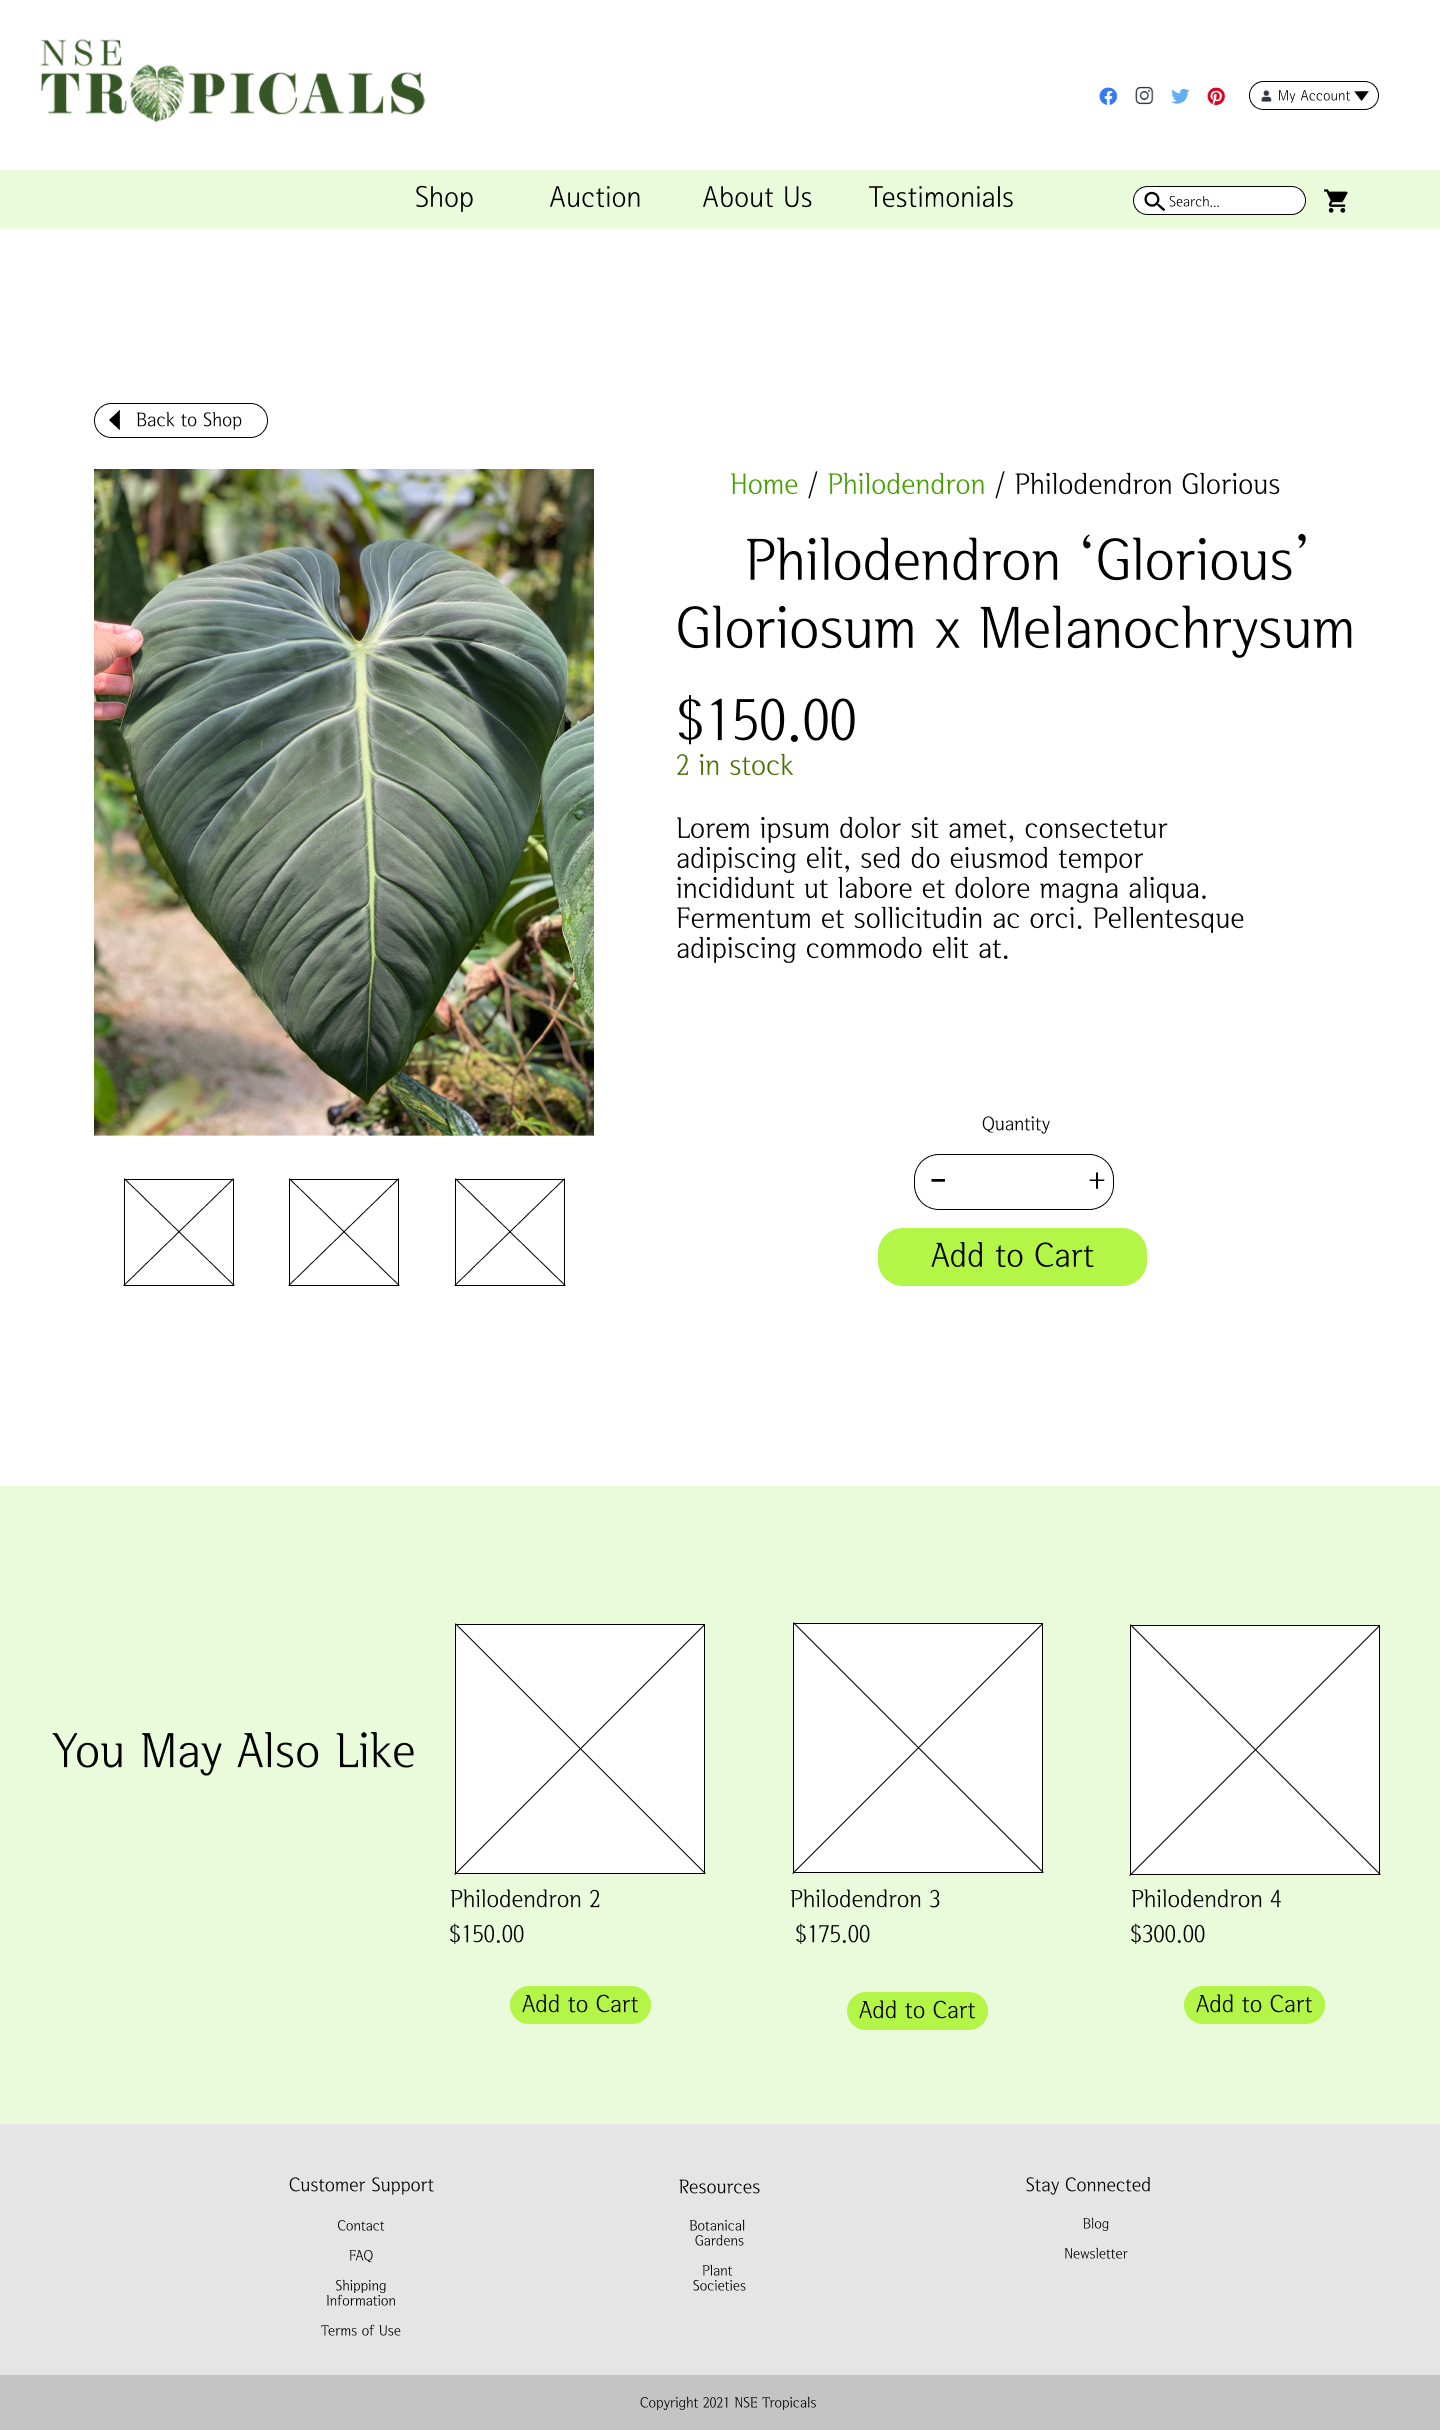 NSE
TROPICALS
My Account
Shop Auction About Us Testimonials
Search...
Back to Shop
Home / Philodendron / Philodendron Glorious
Philodendron ‘Glorious’
Gloriosum x Melanochrysum
$150.00
2 in stock
Lorem ipsum dolor sit amet, consectetur
adipiscing elit, sed do eiusmod tempor
incididunt ut labore et dolore magna aliqua.
Fermentum et sollicitudin ac orci. Pellentesque
adipiscing commodo elit at.
Quantity
- +
Add to Cart
You May Also Like
Philodendron 2
$150.00
Add to Cart
Philodendron 3
$175.00
Add to Cart
Philodendron 4
$300.00
Add to Cart
Customer Support
Contact
FAQ
Shipping
Information
Terms of Use
Resources
Botanical
Gardens
Plant
Societies
Stay Connected
Blog
Newsletter
Copyright 2021 NSE Tropicals